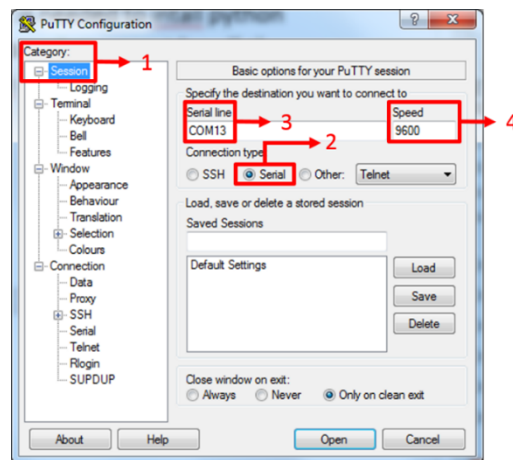 PuTTY Configuration
Category:
Session
Logging
Terminal
Keyboard
Bell
Features
Window
Appearance
Behaviour
Translation
Selection
Colours
Connection
Data
Proxy
SSH
Serial
Telnet
Rlogin
SUPDUP
1
Basic options for your PuTTY session
Specify the destination you want to connect to
Serial line
Speed
COM13
3
9600
4
Connection type
2
SSH
Serial
Other:
Telnet
Load, save or delete a stored session
Saved Sessions
Default Settings
Load
Save
Delete
Close window on exit:
Always
Never
Only on clean exit
About
Help
Open
Cancel